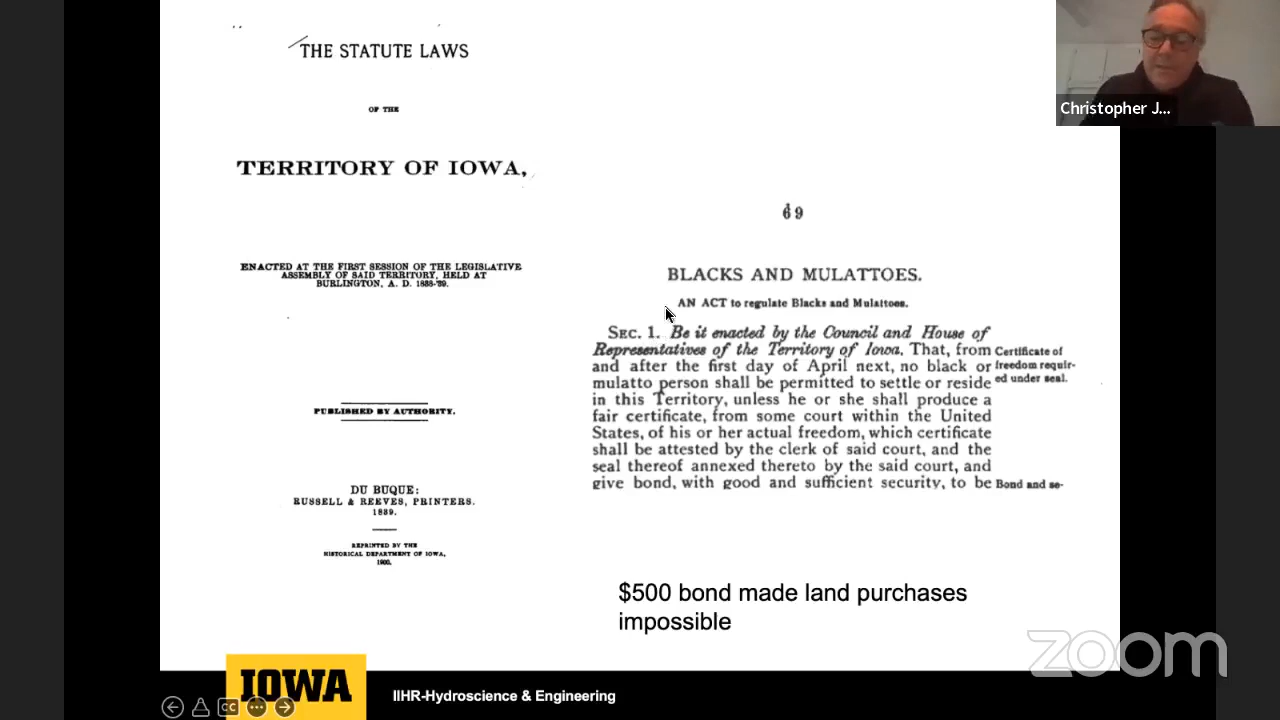 THE STATUTE LAWS
OF THE
TERRITORY OF IOWA,
ENACTED AT THE FIRST SESSION OF THE LEGISLATIVE
ASSEMBLY OF SAID TERRITORY, HELD AT
BURLINGTON, A. D. 1838-'39.
PUBLISHED BY AUTHORITY.
DU BUQUE:
RUSSELL & REEVES, PRINTERS.
1839.
REPRINTED BY THE
HISTORICAL DEPARTMENT OF IOWA,
1900.
69
BLACKS AND MULATTOES.
AN ACT to regulate Blacks and Mulattoes.
SEC. 1. Be it enacted by the Council and House of
Representatives of the Territory of Iowa. That, from
and after the first day of April next, no black or
mulatto person shall be permitted to settle or reside
in this Territory, unless he or she shall produce a
fair certificate, from some court within the United
States, of his or her actual freedom, which certificate
shall be attested by the clerk of said court, and the
seal thereof annexed thereto by the said court, and
give bond, with good and sufficient security, to be
Certificate of
freedom requir-
ed under seal.
Bond and se-
$500 bond made land purchases
impossible
IOWA
IIHR-Hydroscience & Engineering
CC
Christopher J...
zoom